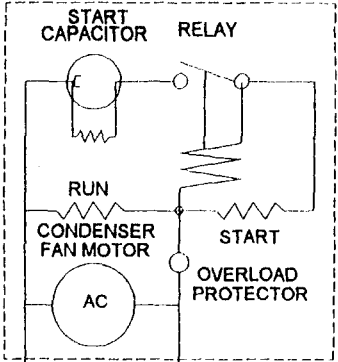 START
CAPACITOR
RELAY
RUN
CONDENSER
FAN MOTOR
START
OVERLOAD
PROTECTOR
AC